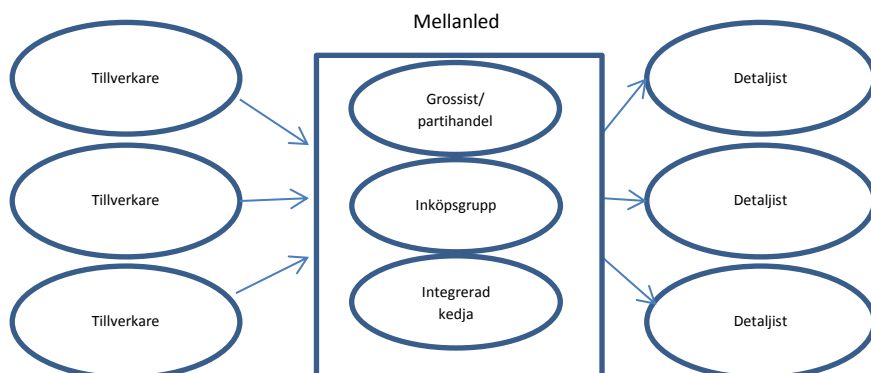 Mellanled
Tillverkare
Tillverkare
Tillverkare
Grossist/
partihandel
Inköpsgrupp
Integrerad
kedja
Detaljist
Detaljist
Detaljist